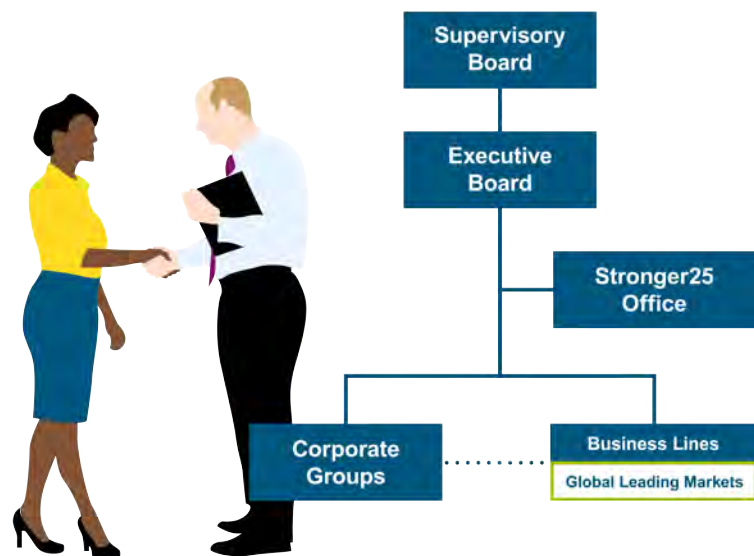 Supervisory
Board
Executive
Board
Stronger25
Office
Corporate
Groups
Business Lines
Global Leading Markets